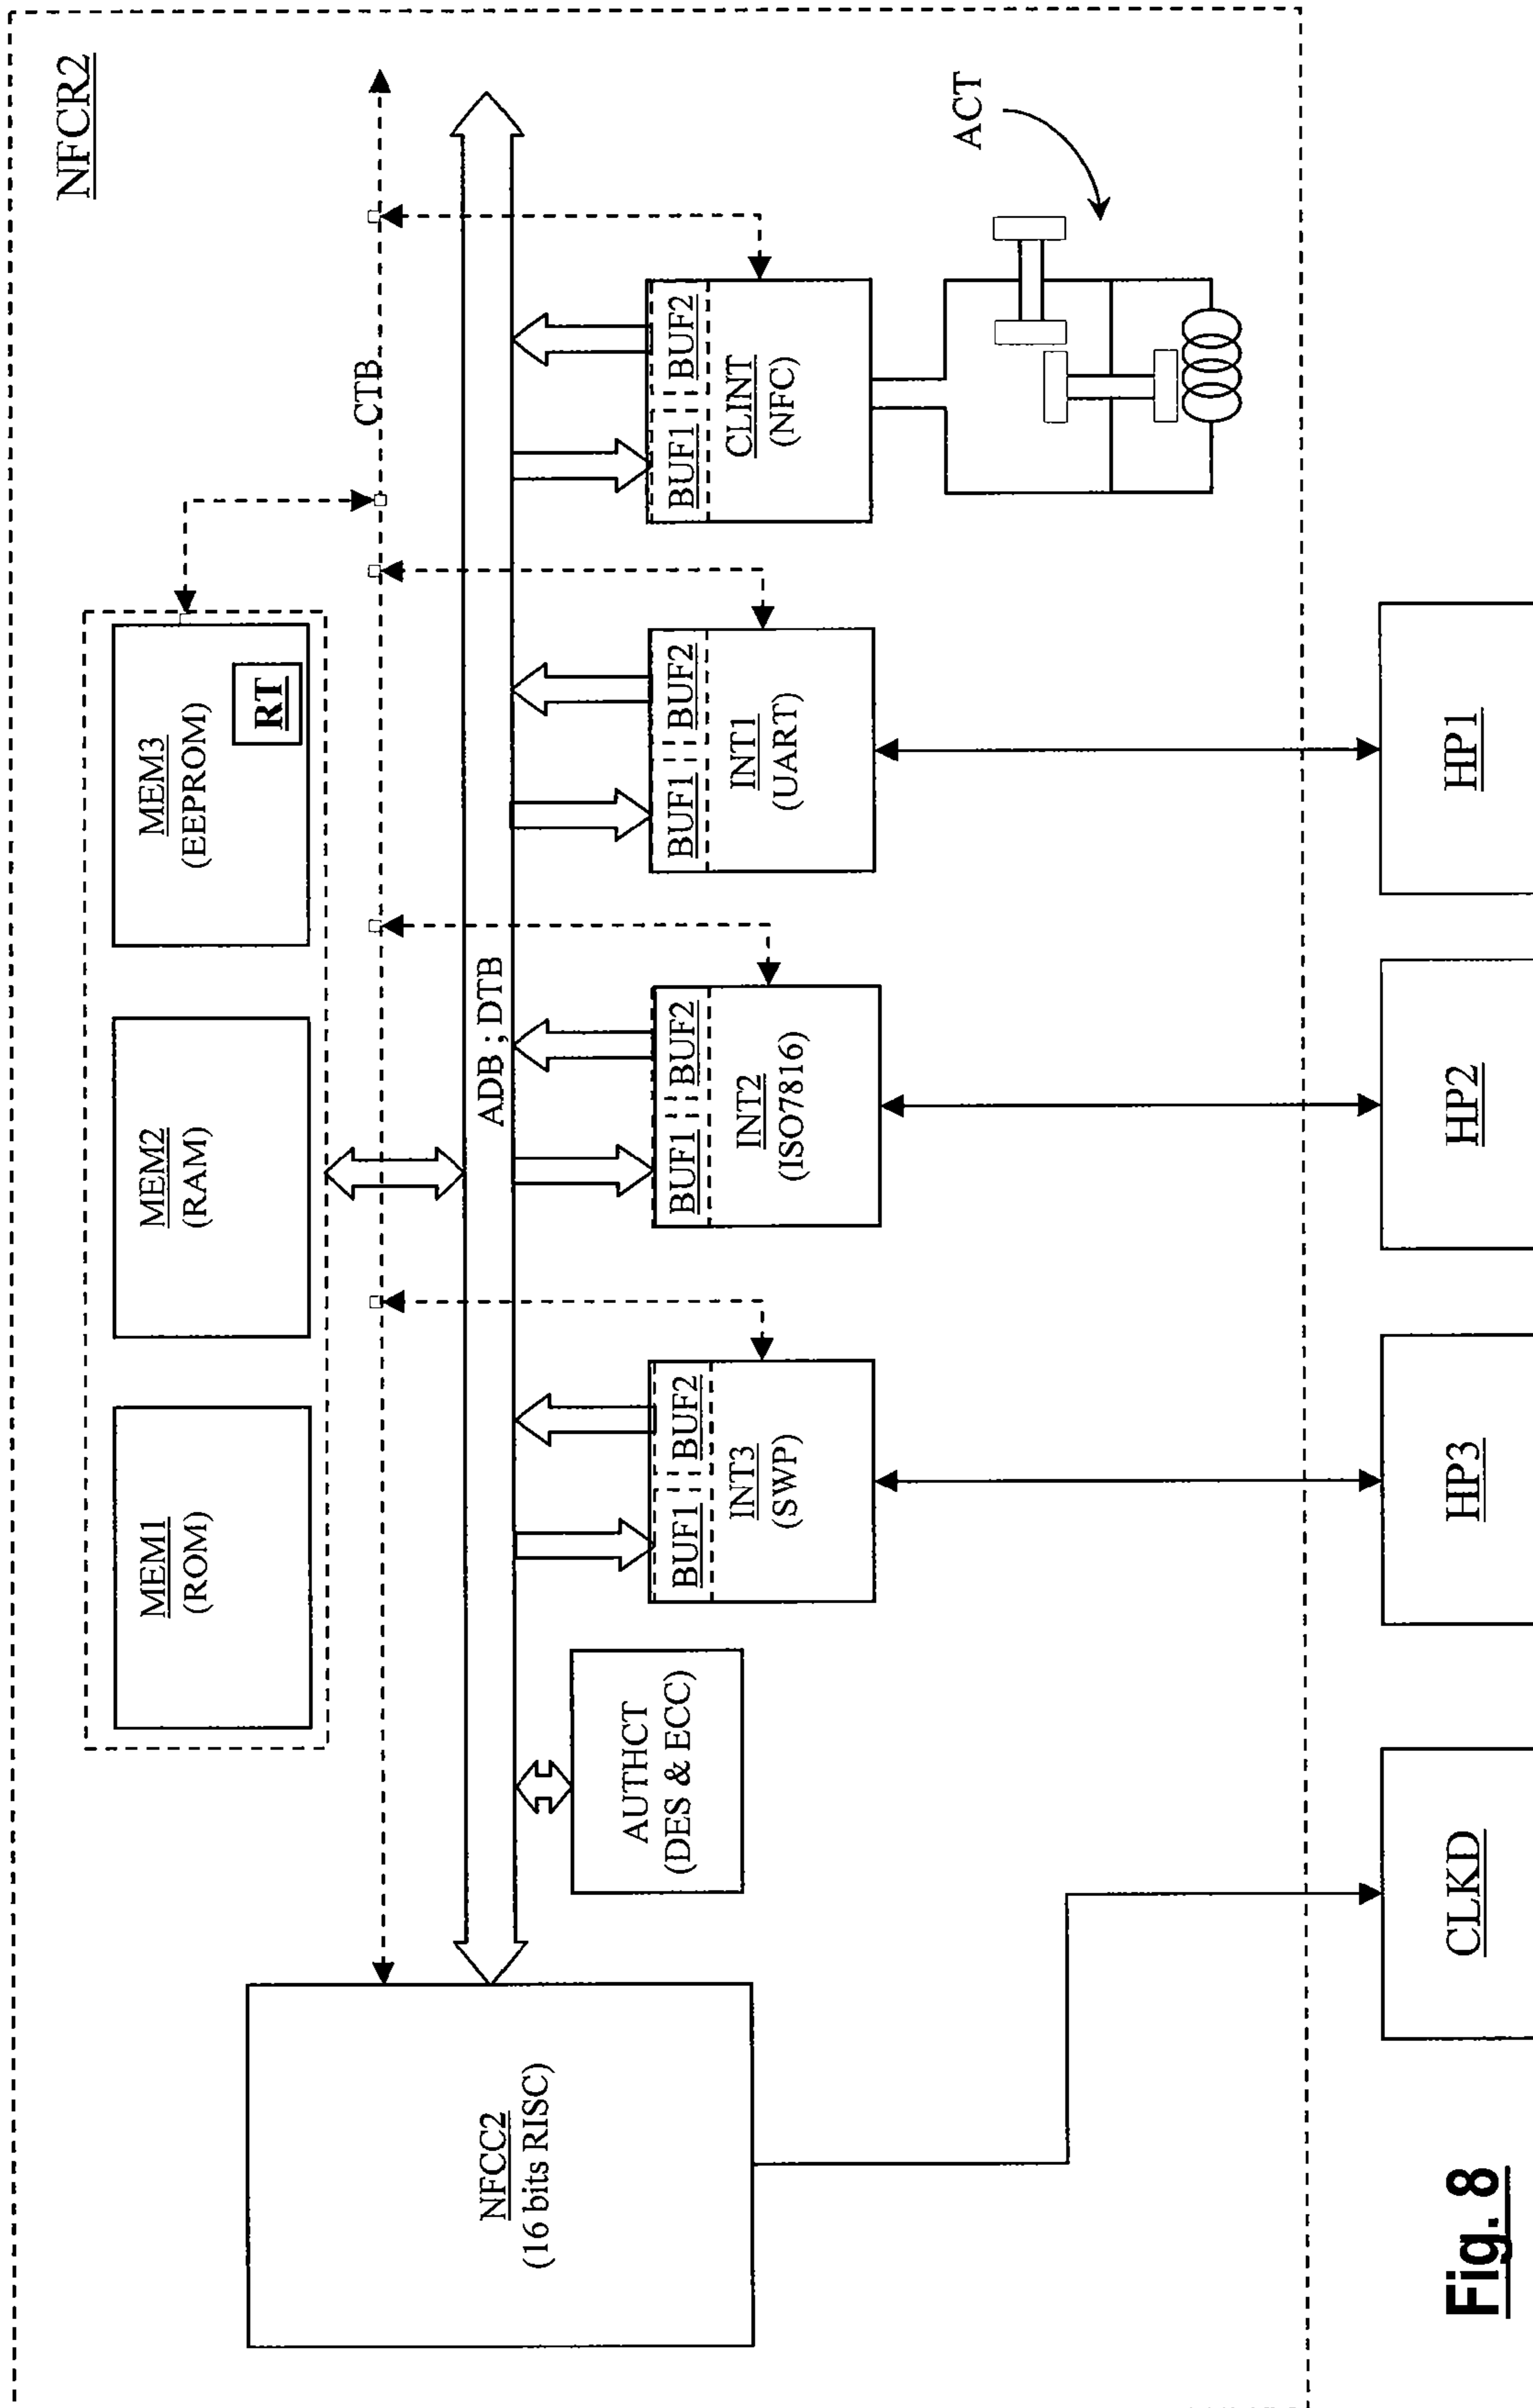 NFCR2
MEM1
(ROM)
MEM2
(RAM)
MEM3
(EEPROM)
RT
CTB
ADB ; DTB
NFCC2
(16 bits RISC)
AUTHCT
(DES & ECC)
BUF1 BUF2
INT3
(SWP)
BUF1 BUF2
INT2
(ISO7816)
BUF1 BUF2
INT1
(UART)
BUF1 BUF2
CLINT
(NFC)
ACT
CLKD
HP3
HP2
HP1
Fig. 8